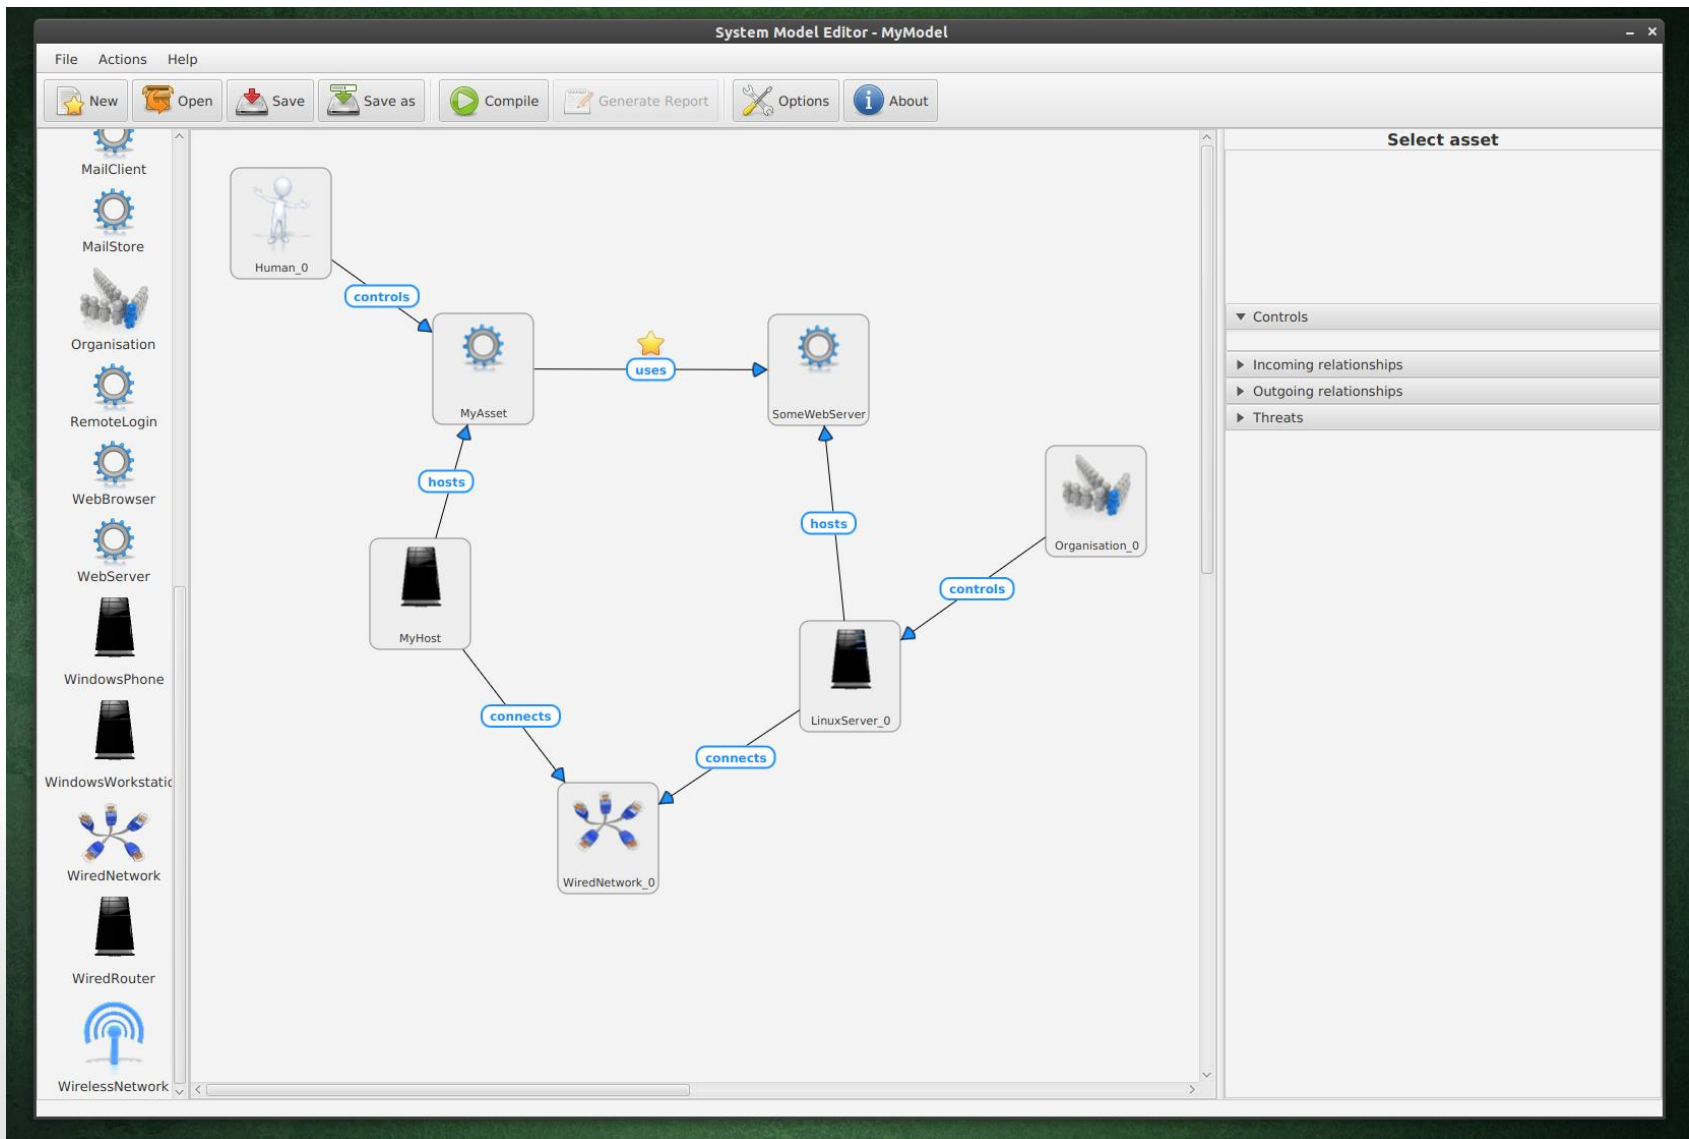 System Model Editor - MyModel
File Actions Help
New Open Save Save as Compile Generate Report Options About
MailClient
MailStore
Organisation
RemoteLogin
WebBrowser
WebServer
WindowsPhone
WindowsWorkstatic
WiredNetwork
WiredRouter
WirelessNetwork
Human_0
controls
MyAsset
uses
SomeWebServer
hosts
hosts
Organisation_0
controls
MyHost
LinuxServer_0
connects
connects
WiredNetwork_0
Select asset
Controls
Incoming relationships
Outgoing relationships
Threats